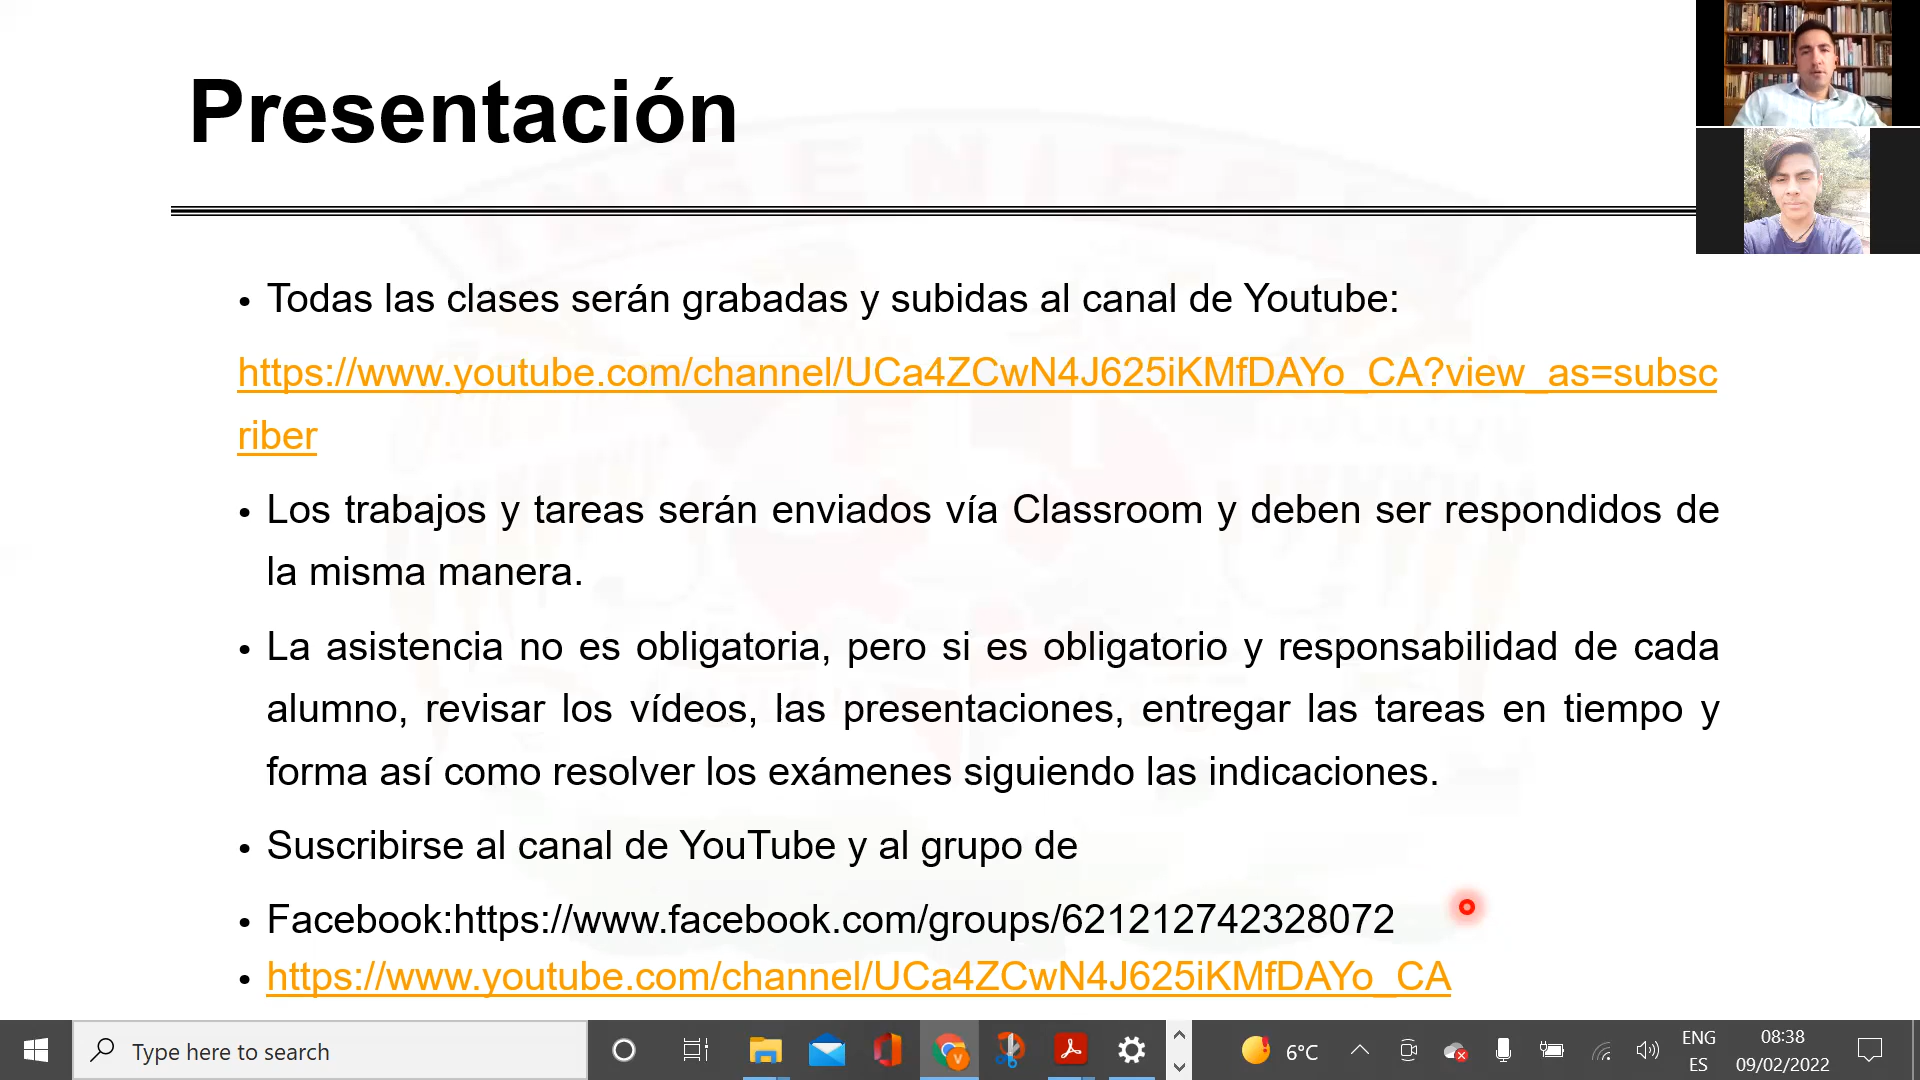 Presentación
INGENIERÍA
• Todas las clases serán grabadas y subidas al canal de Youtube:
https://www.youtube.com/channel/UCa4ZCwN4J625iKMfDAYo_CA?view_as=subsc
riber
• Los trabajos y tareas serán enviados vía Classroom y deben ser respondidos de
la misma manera.
• La asistencia no es obligatoria, pero si es obligatorio y responsabilidad de cada
alumno, revisar los vídeos, las presentaciones, entregar las tareas en tiempo y
forma así como resolver los exámenes siguiendo las indicaciones.
• Suscribirse al canal de YouTube y al grupo de
• Facebook:https://www.facebook.com/groups/621212742328072
• https://www.youtube.com/channel/UCa4ZCwN4J625iKMfDAYo_CA
Type here to search
V
6°C
ENG
ES
08:38
09/02/2022